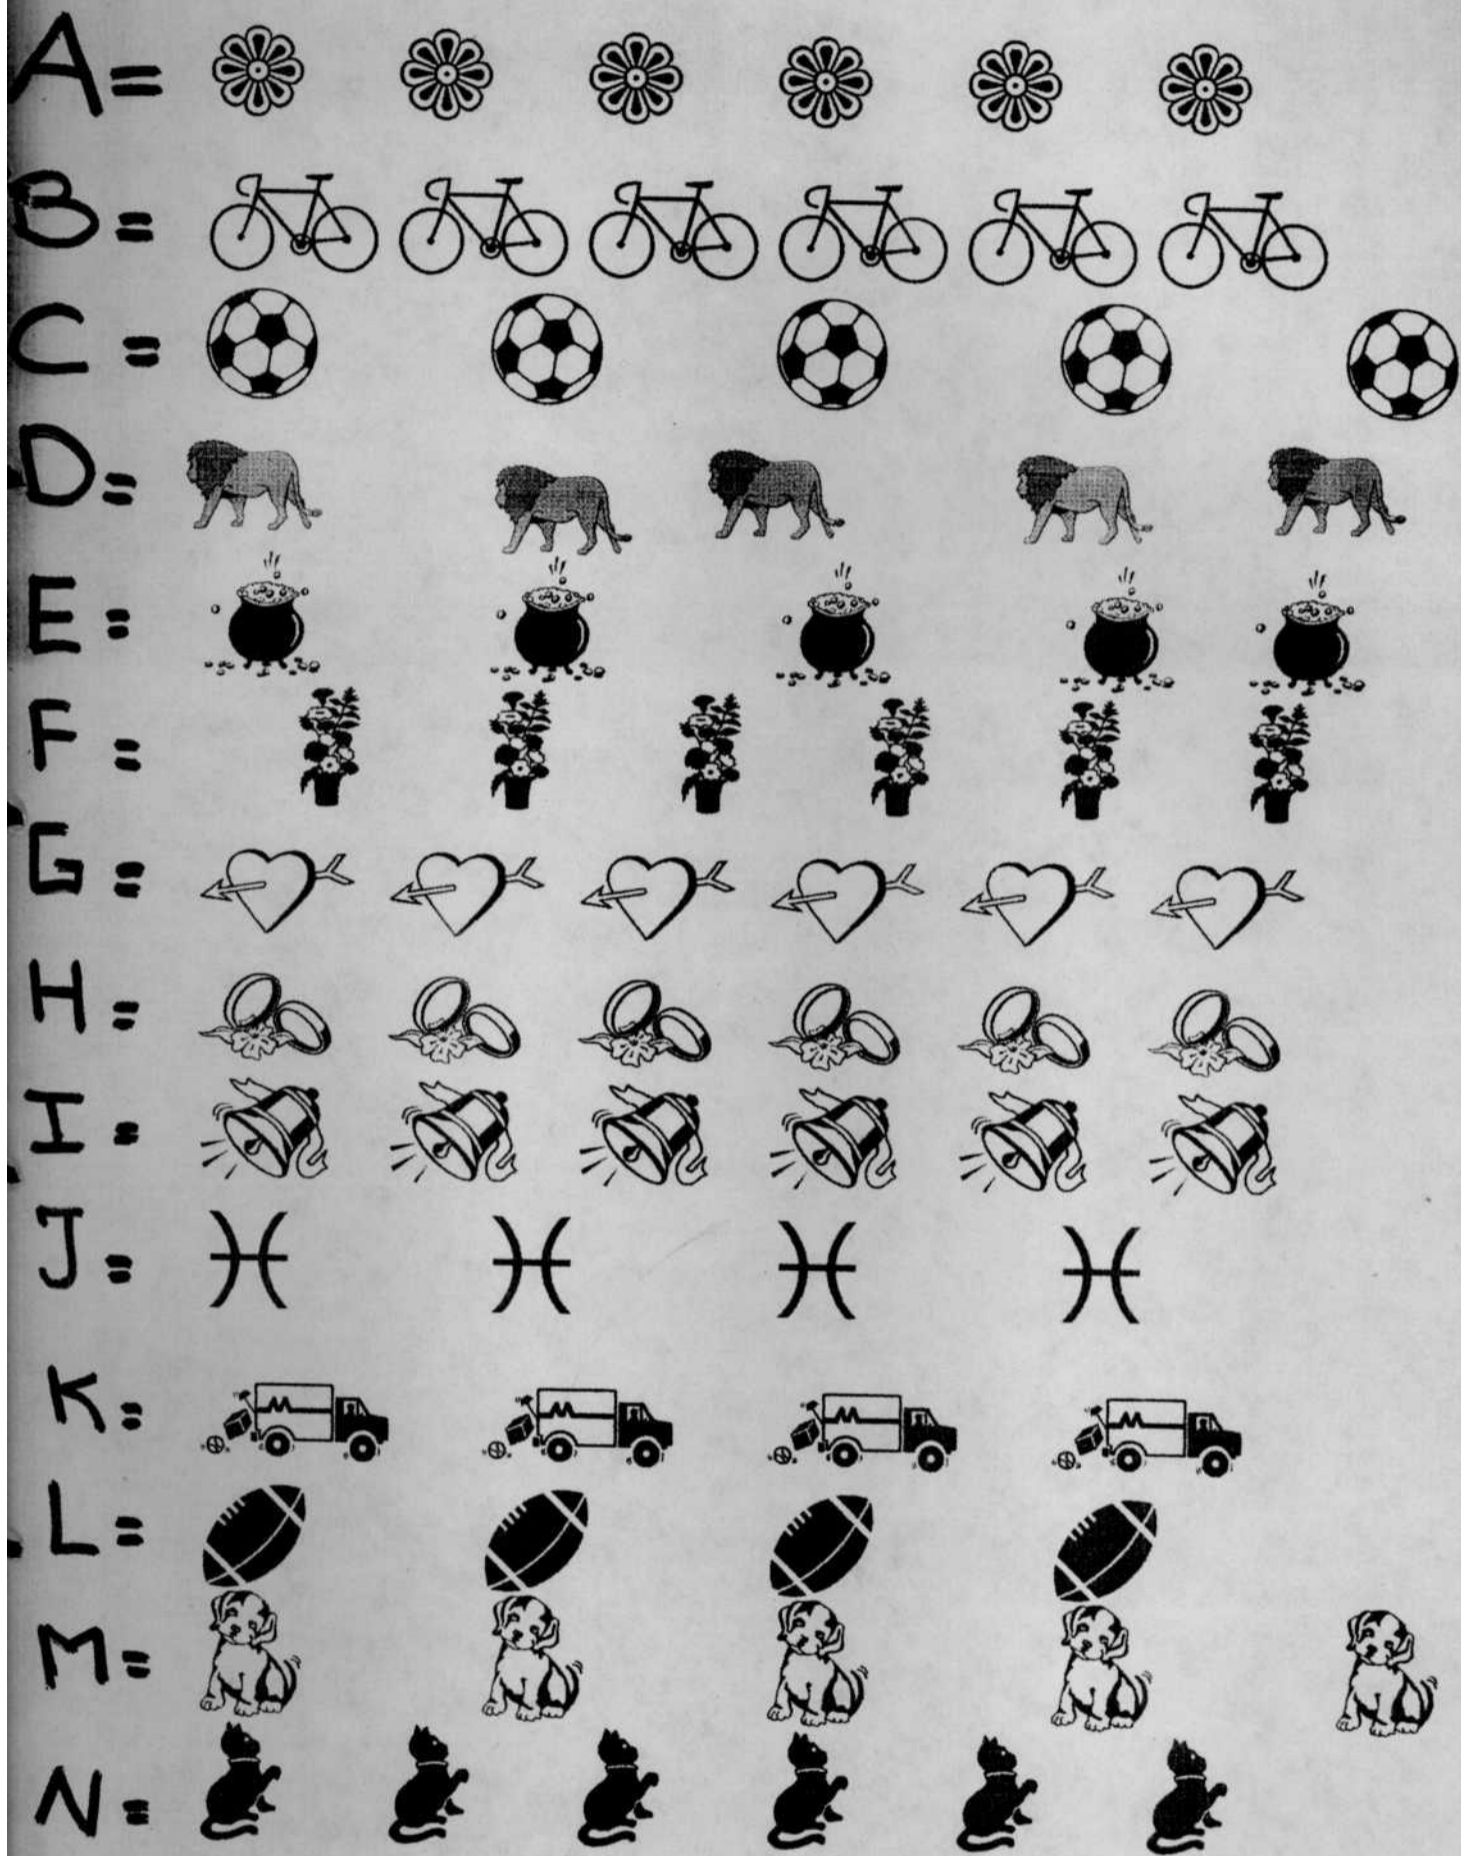 A=
B=
C=
D=
E=
F=
G=
H=
I=
J=
K=
L=
M=
N=